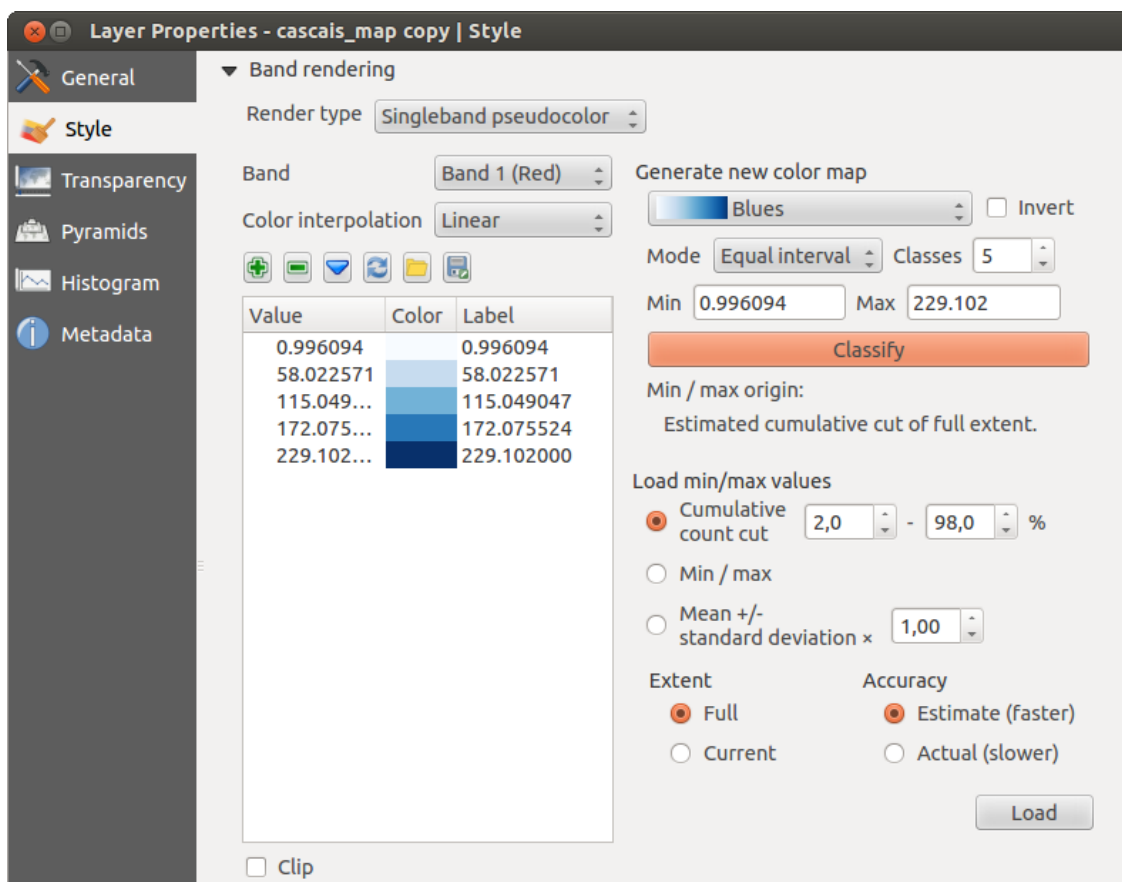 Layer Properties - cascais_map copy | Style
General
Style
Transparency
Pyramids
Histogram
Metadata
Band rendering
Render type Singleband pseudocolor
Band Band 1 (Red)
Color interpolation Linear
Value Color Label
0.996094 0.996094
58.022571 58.022571
115.049... 115.049047
172.075... 172.075524
229.102... 229.102000
Clip
Generate new color map
Blues Invert
Mode Equal interval Classes 5
Min 0.996094 Max 229.102
Classify
Min / max origin:
Estimated cumulative cut of full extent.
Load min/max values
Cumulative
count cut 2,0 - 98,0 %
Min / max
Mean +/-
standard deviation × 1,00
Extent Accuracy
Full Estimate (faster)
Current Actual (slower)
Load